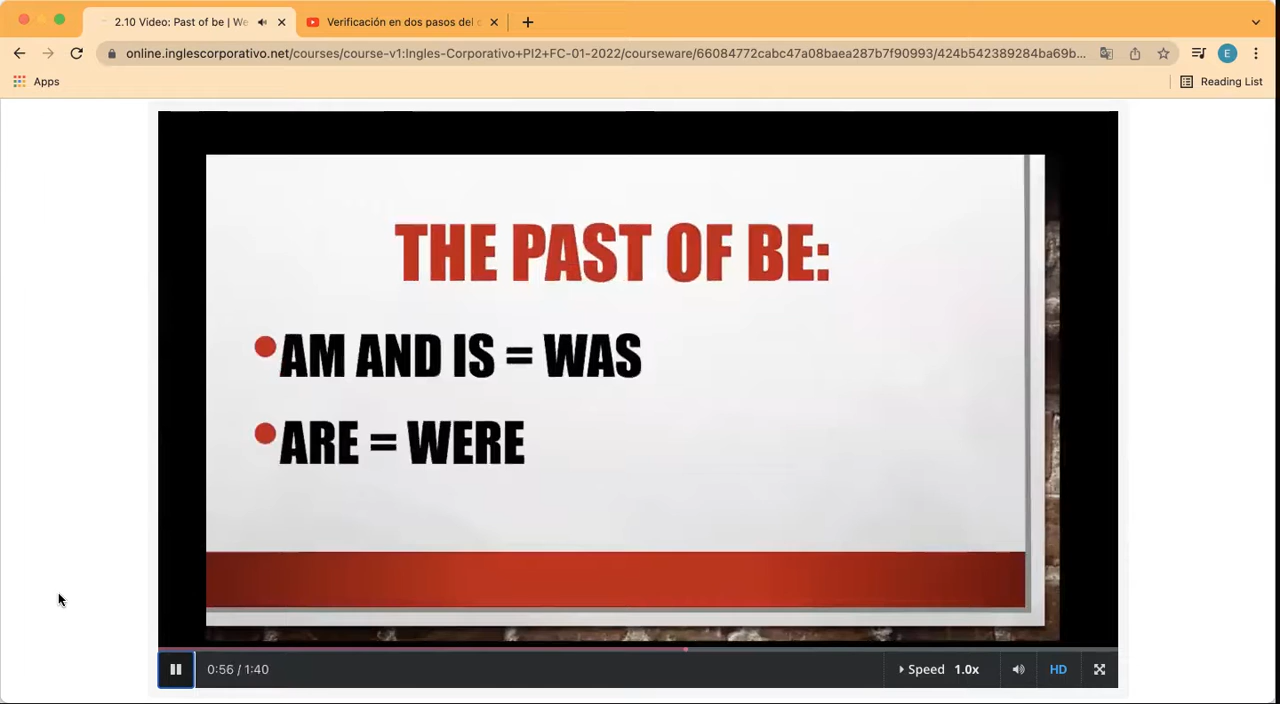 2.10 Video: Past of be | We
Verificación en dos pasos del
online.inglescorporativo.net/courses/course-v1:Ingles-Corporativo+PI2+FC-01-2022/courseware/66084772cabc47a08baea287b7f90993/424b542389284ba69b...
E
Apps
Reading List
THE PAST OF BE:
AM AND IS = WAS
ARE = WERE
0:56 / 1:40
Speed 1.0x
HD